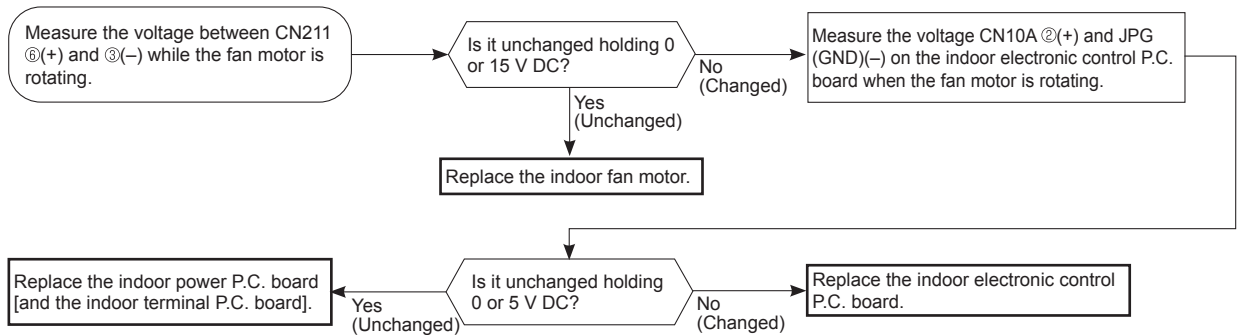 Measure the voltage between CN211
⑥(+) and ③(–) while the fan motor is
rotating.
Is it unchanged holding 0
or 15 V DC?
No
(Changed)
Measure the voltage CN10A ②(+) and JPG
(GND)(–) on the indoor electronic control P.C.
board when the fan motor is rotating.
Yes
(Unchanged)
Replace the indoor fan motor.
Replace the indoor power P.C. board
[and the indoor terminal P.C. board].
Yes
(Unchanged)
Is it unchanged holding
0 or 5 V DC?
No
(Changed)
Replace the indoor electronic control
P.C. board.